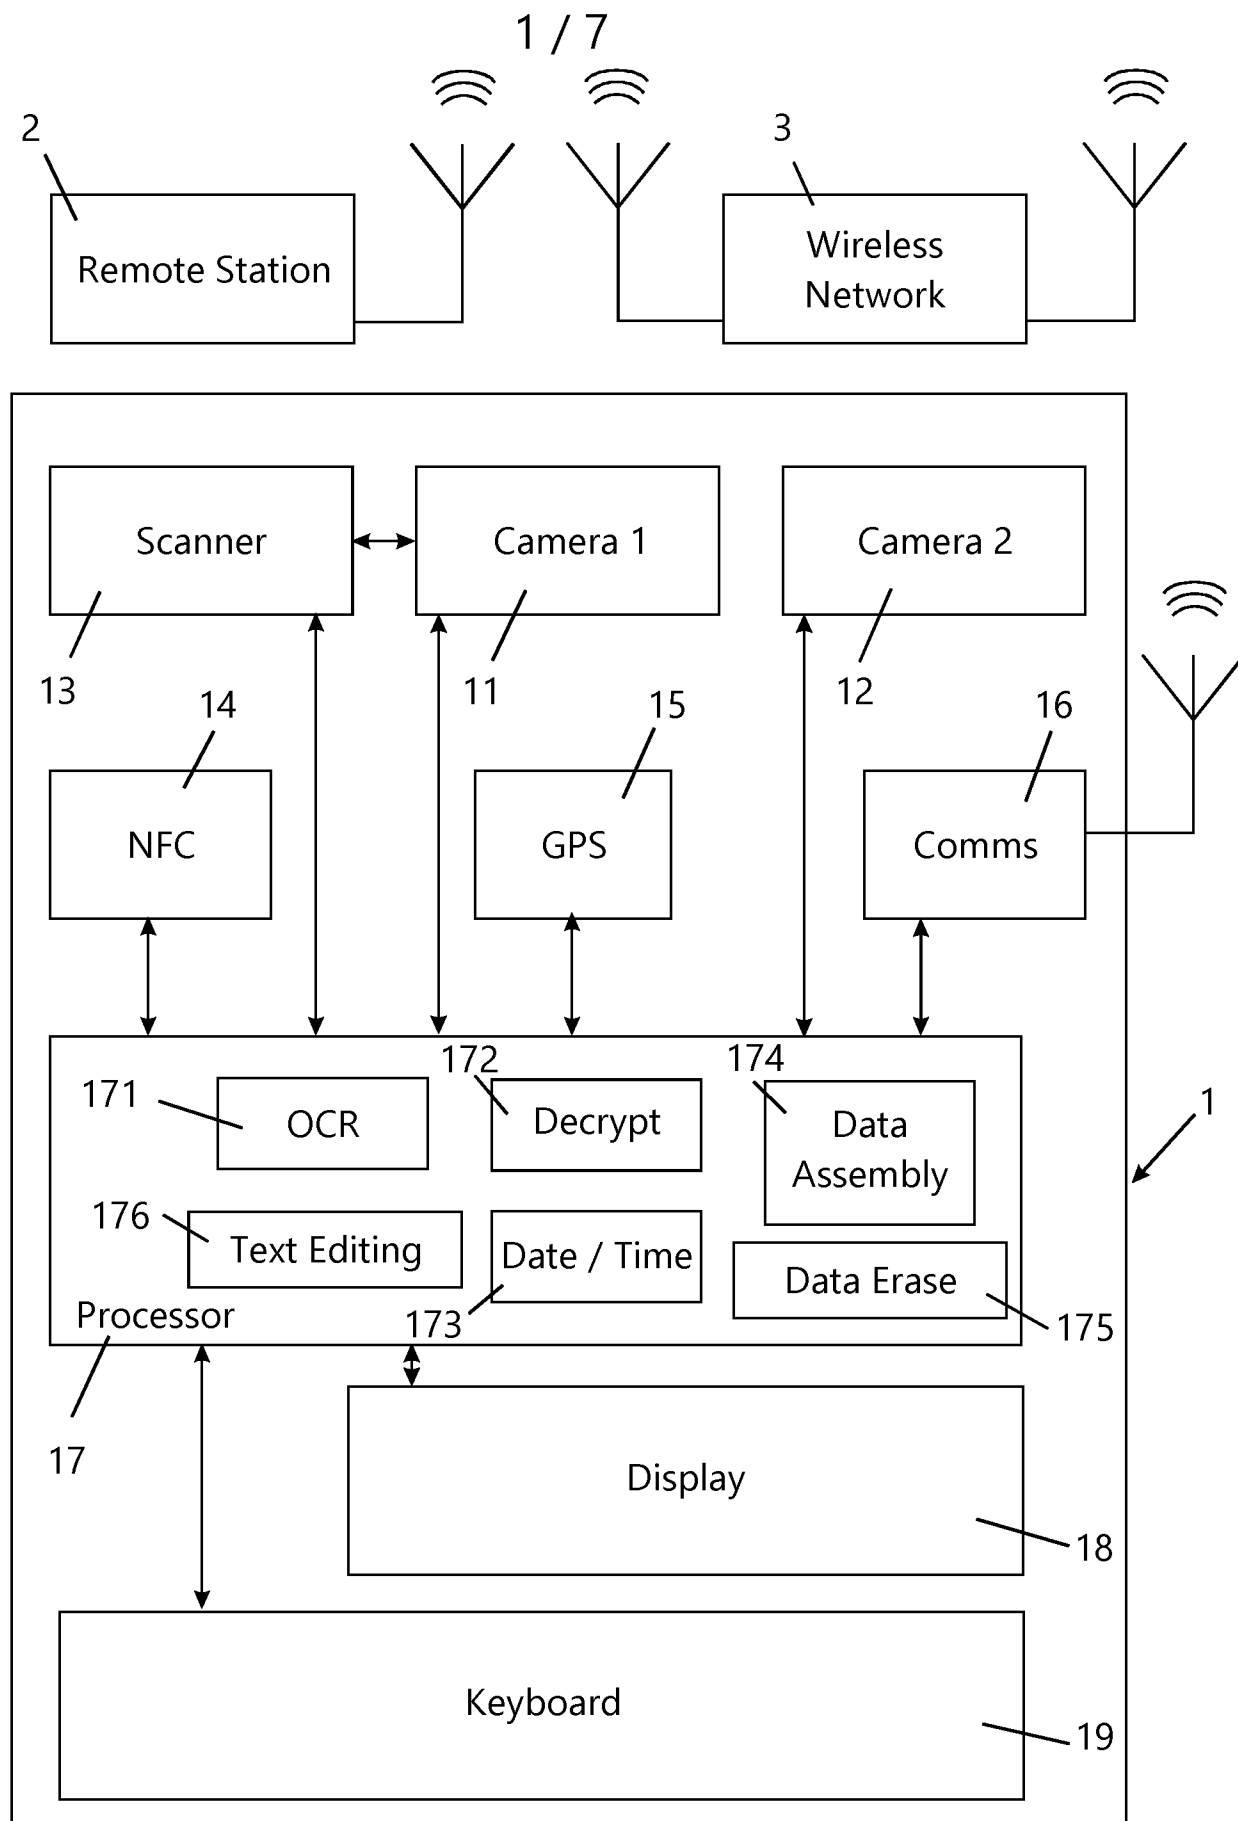 1 / 7
2
3
Remote Station
Wireless
Network
Scanner
Camera 1
Camera 2
13
11
12
14
15
16
NFC
GPS
Comms
172
174
171
OCR
Decrypt
Data
Assembly
1
176
Text Editing
Date / Time
Data Erase
Processor
173
175
17
Display
18
Keyboard
19